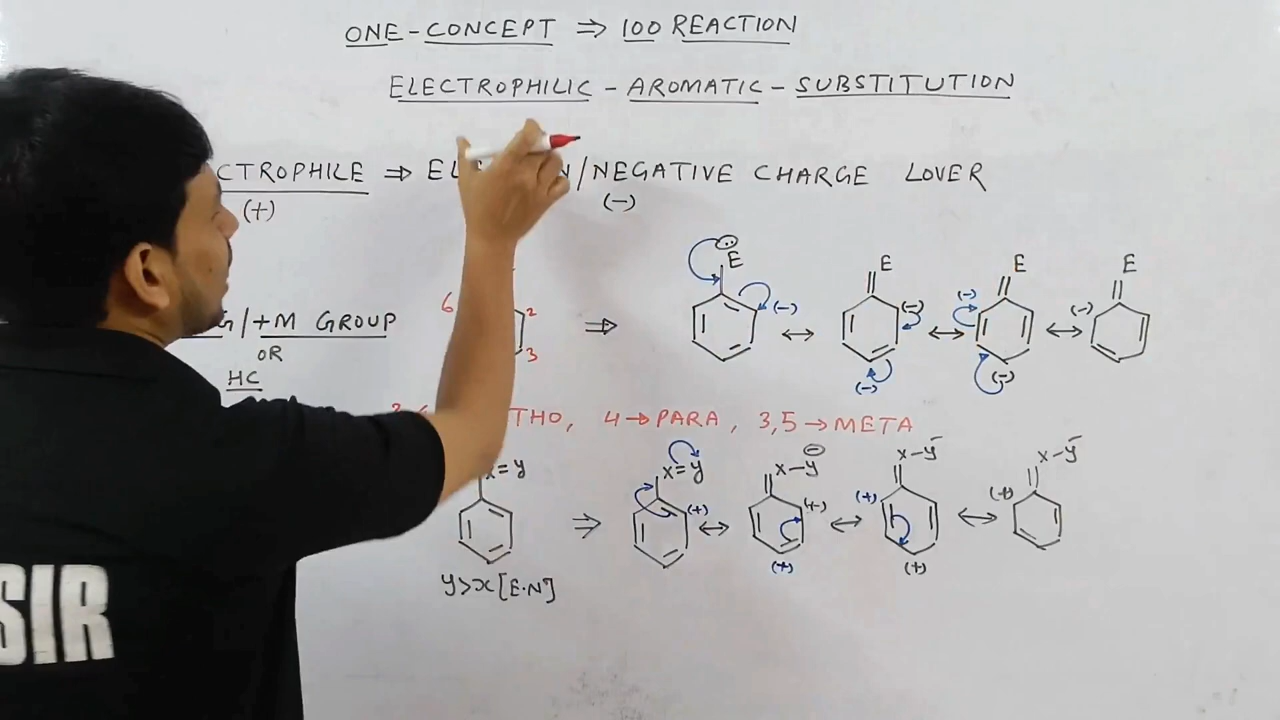 ONE-CONCEPT ⇒ 100 REACTION
ELECTROPHILIC - AROMATIC - SUBSTITUTION
CTROPHILE ⇒ EL N/NEGATIVE CHARGE LOVER
(+) (-)
E
E E E
6 2 3
(-) (-) (-) (-) (-) (-)
G/+M GROUP
OR
HC
THO, 4→PARA, 3,5→META
x=y x=y x-y⊖ x-y⁻ x-y⁻
(+) (+) (+) (+)
(+) (+)
y>x[E.N]
SIR